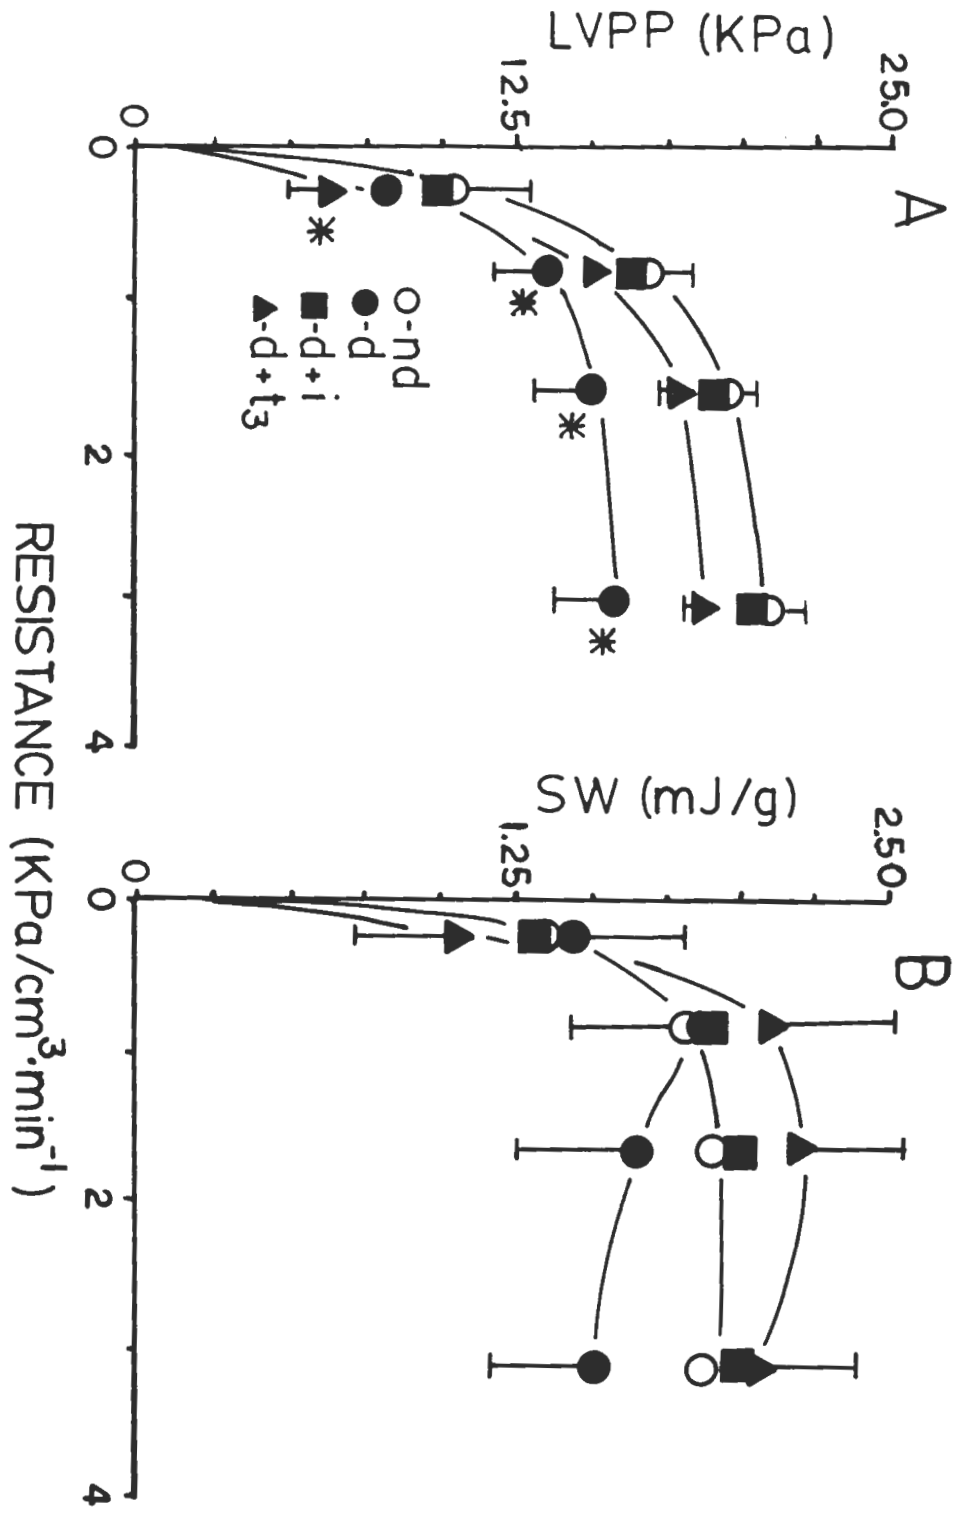 A
LVPP (KPa)
25.0
12.5
0
0
2
4
*
*
*
*
-nd
-d
-d+i
-d+t3
B
SW (mJ/g)
2.50
1.25
0
0
2
4
RESISTANCE (KPa/cm³·min⁻¹)